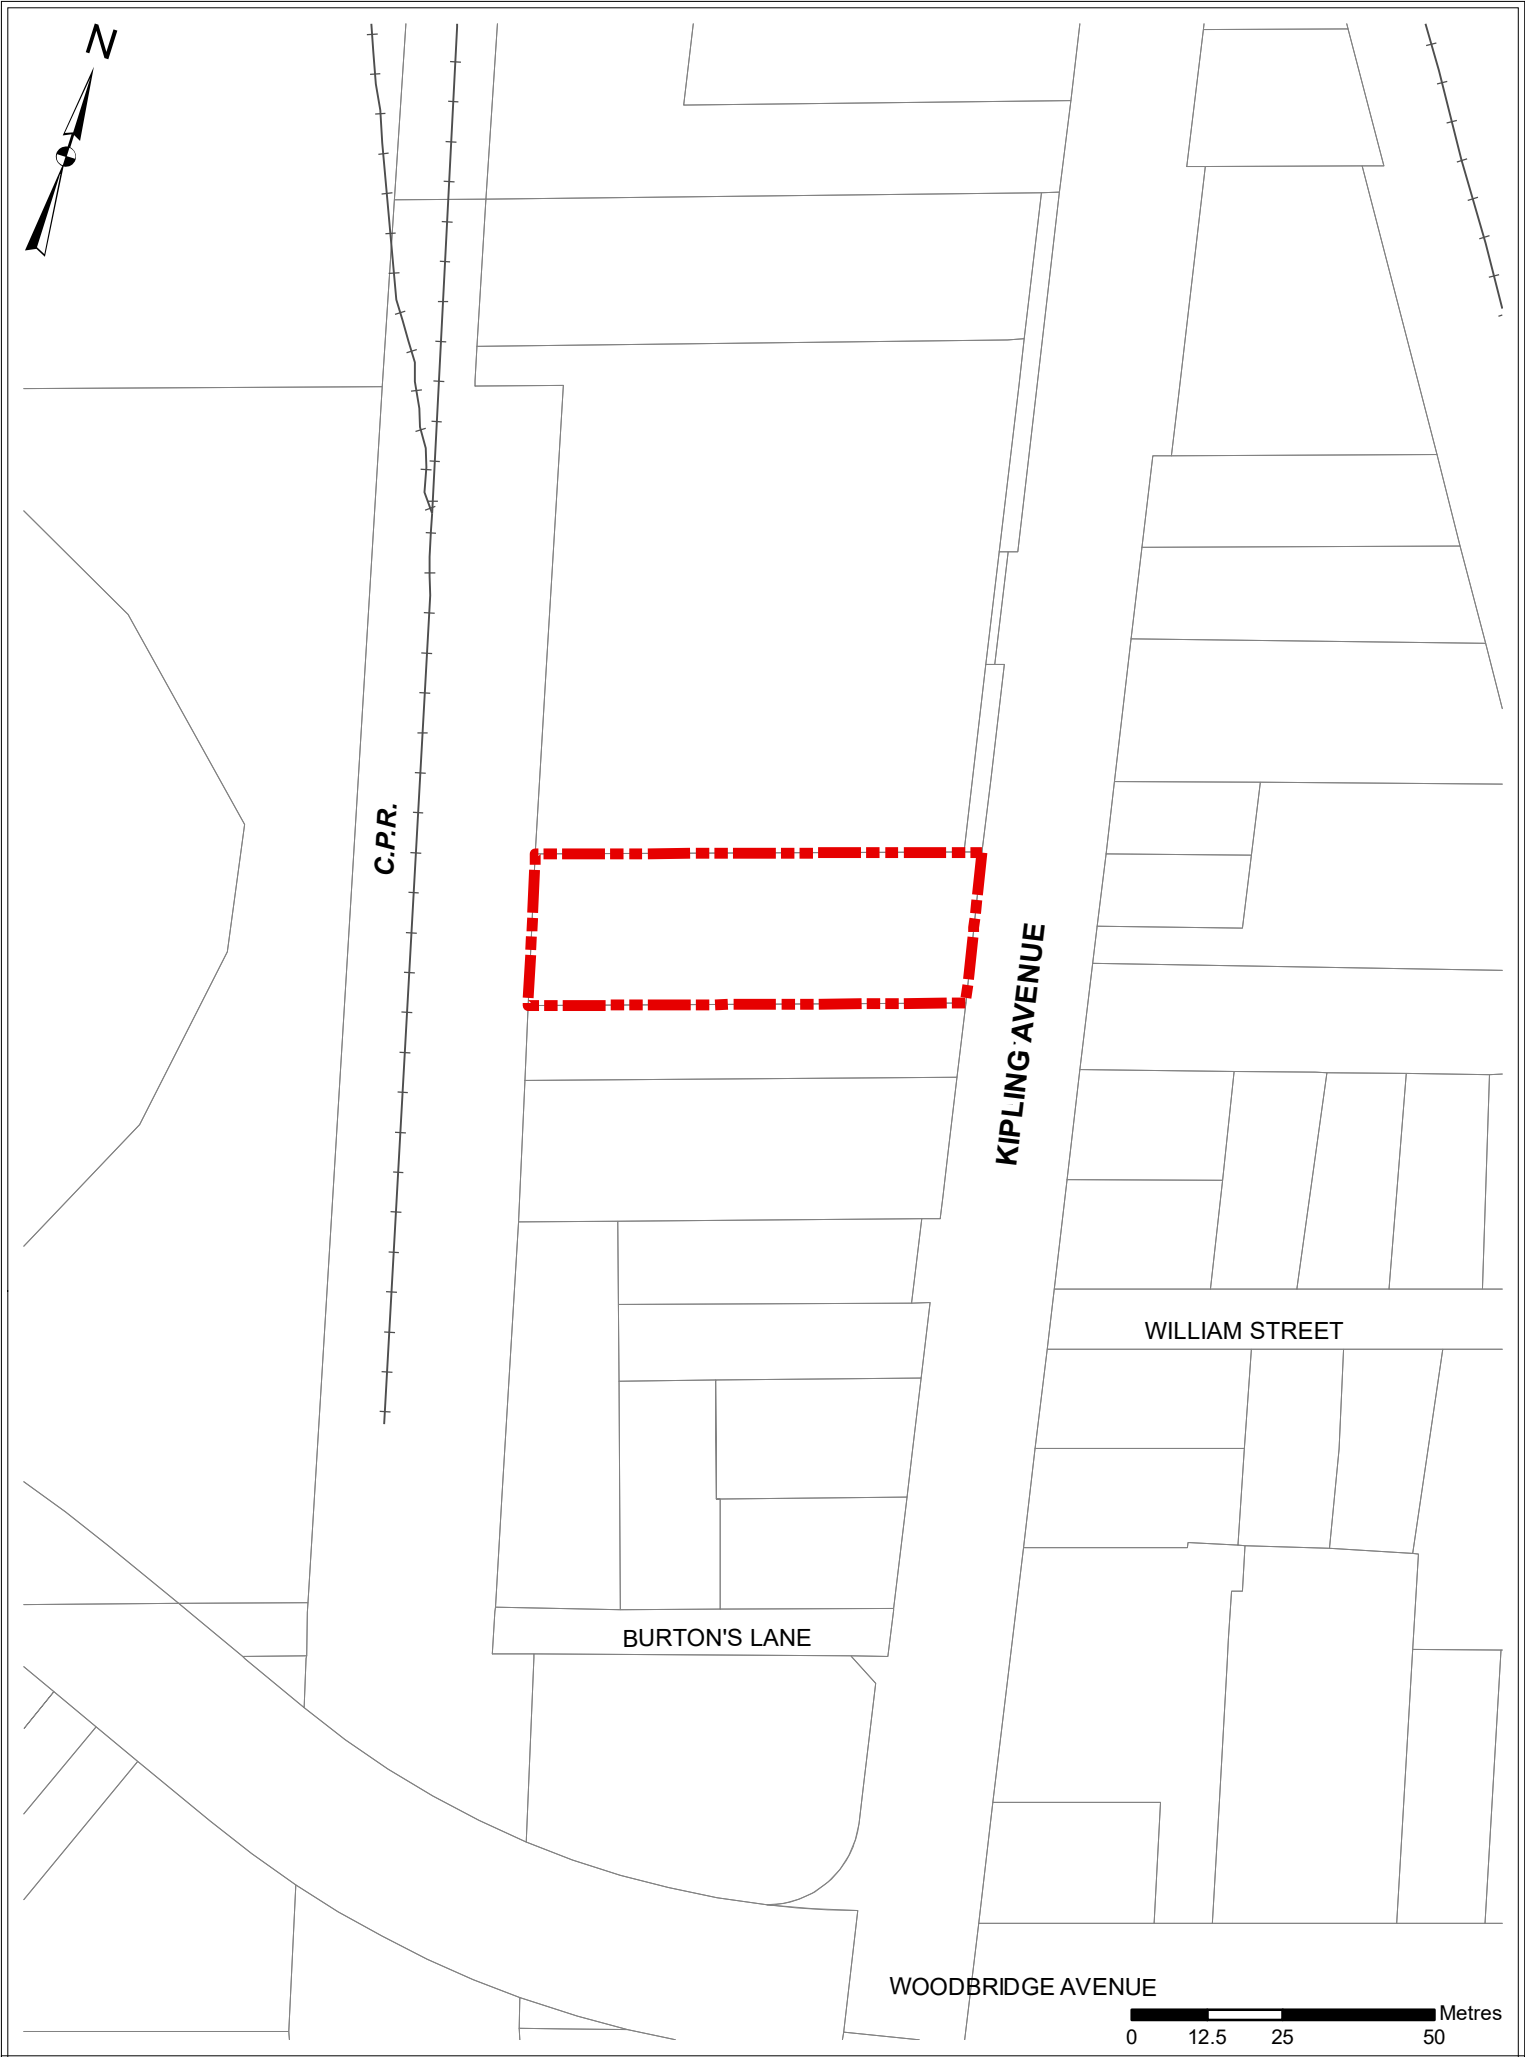 N
C.P.R.
KIPLING AVENUE
WILLIAM STREET
BURTON'S LANE
WOODBRIDGE AVENUE
Metres
0 12.5 25 50